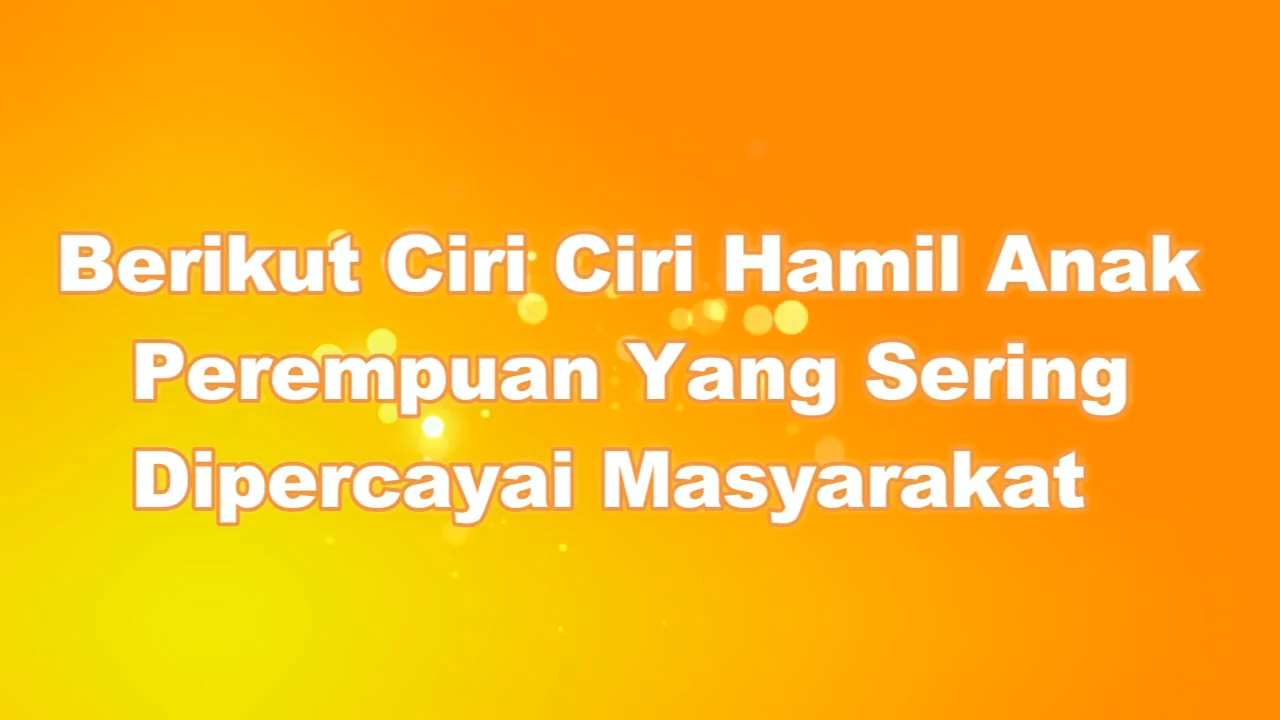 Berikut Ciri Ciri Hamil Anak
Perempuan Yang Sering
Dipercayai Masyarakat